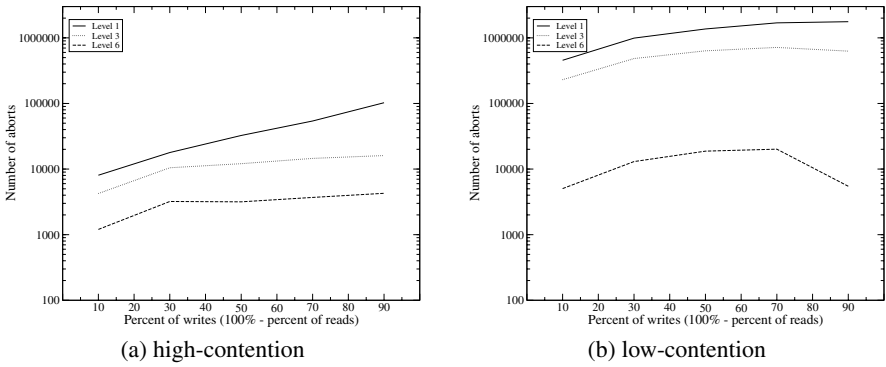 Level 1
Level 3
Level 6
1000000
100000
10000
1000
100
Number of aborts
10 20 30 40 50 60 70 80 90
Percent of writes (100% - percent of reads)
(a) high-contention
Level 1
Level 3
Level 6
1000000
100000
10000
1000
100
Number of aborts
10 20 30 40 50 60 70 80 90
Percent of writes (100% - percent of reads)
(b) low-contention